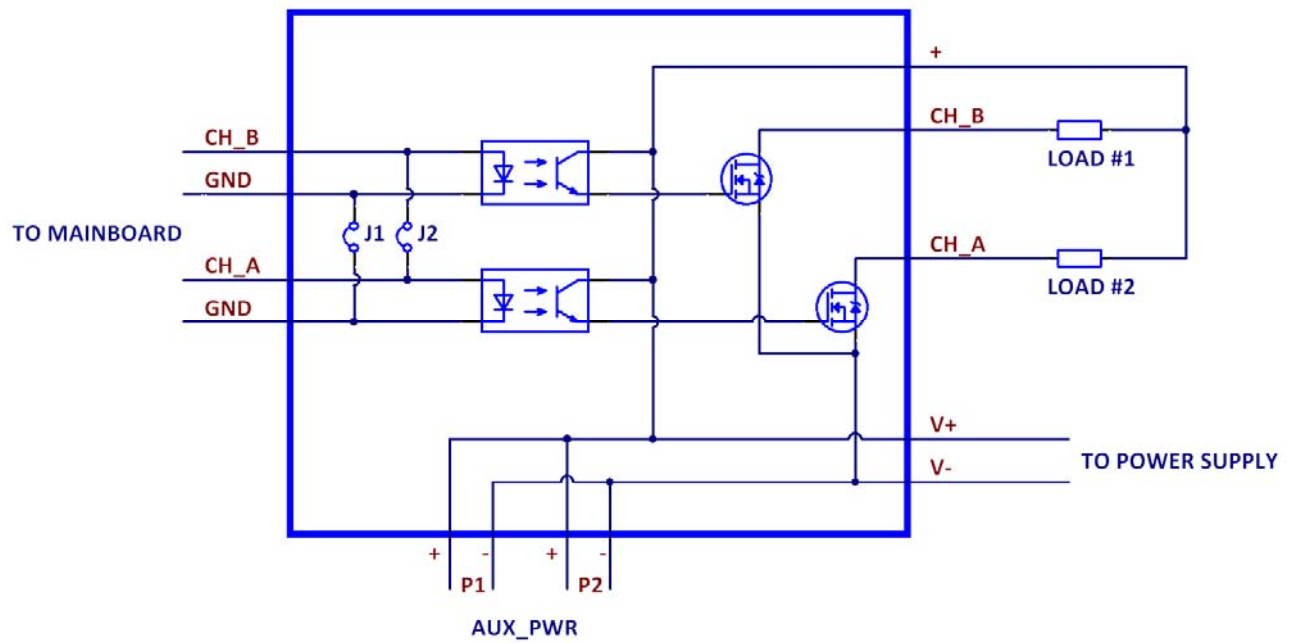 +
CH_B
CH_B
LOAD #1
GND
TO MAINBOARD
J1
J2
CH_A
CH_A
LOAD #2
GND
V+
TO POWER SUPPLY
V-
+
-
+
-
P1
P2
AUX_PWR